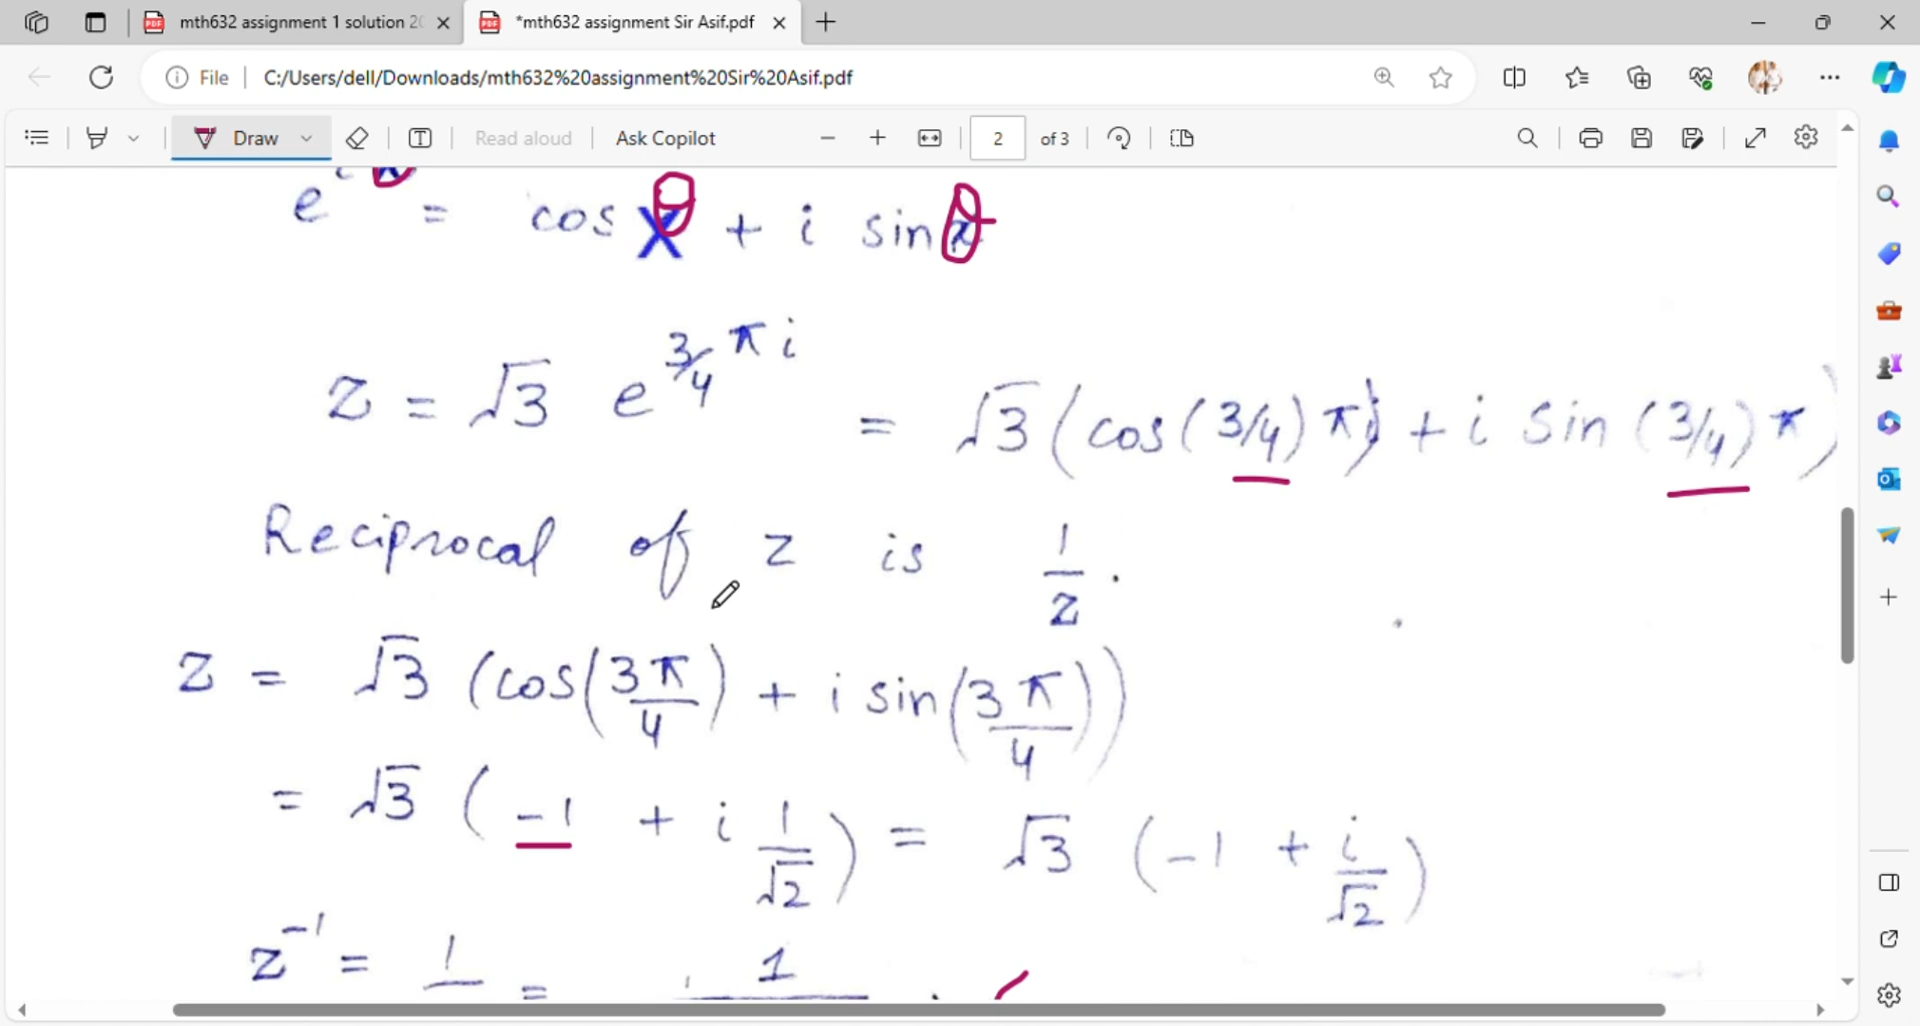 mth632 assignment 1 solution 20
*mth632 assignment Sir Asif.pdf
File C:/Users/dell/Downloads/mth632%20assignment%20Sir%20Asif.pdf
Draw Read aloud Ask Copilot 2 of 3
e^i = cos θ + i sin θ
z = √3 e^(3/4 π i) = √3 (cos(3/4) πi) + i sin (3/4) π)
Reciprocal of z is 1/z .
z = √3 (cos(3π/4) + i sin(3π/4))
= √3 (-1 + i 1/√2) = √3 (-1 + i/√2)
z^-1 = 1 = 1